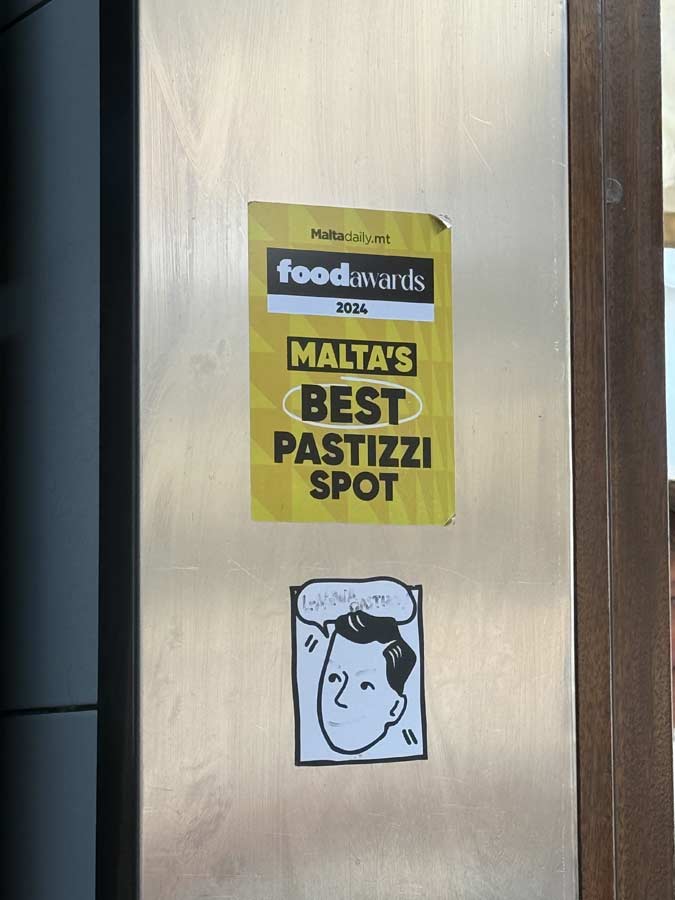 Maltadaily.mt
foodawards
2024
MALTA'S
BEST
PASTIZZI
SPOT